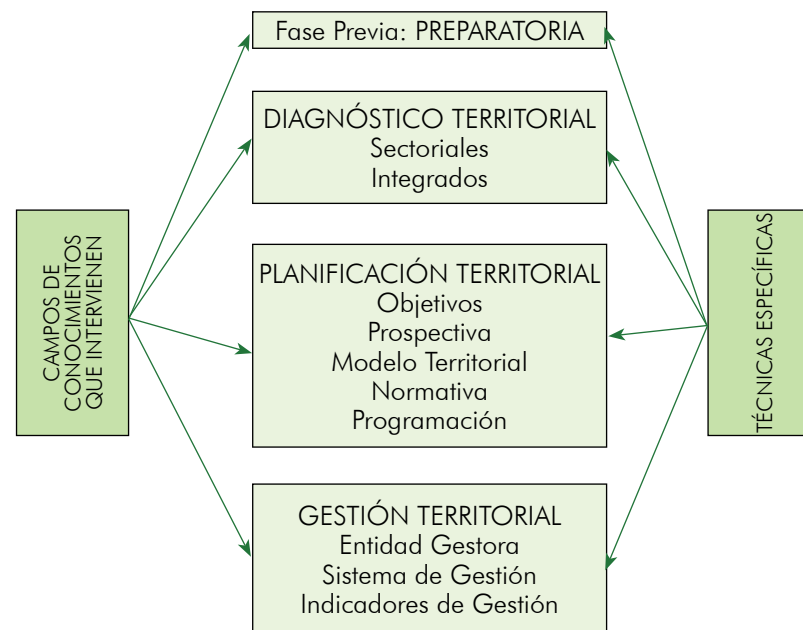 Fase Previa: PREPARATORIA
DIAGNÓSTICO TERRITORIAL
Sectoriales
Integrados
CAMPOS DE
CONOCIMIENTOS
QUE INTERVIENEN
PLANIFICACIÓN TERRITORIAL
Objetivos
Prospectiva
Modelo Territorial
Normativa
Programación
TÉCNICAS ESPECÍFICAS
GESTIÓN TERRITORIAL
Entidad Gestora
Sistema de Gestión
Indicadores de Gestión